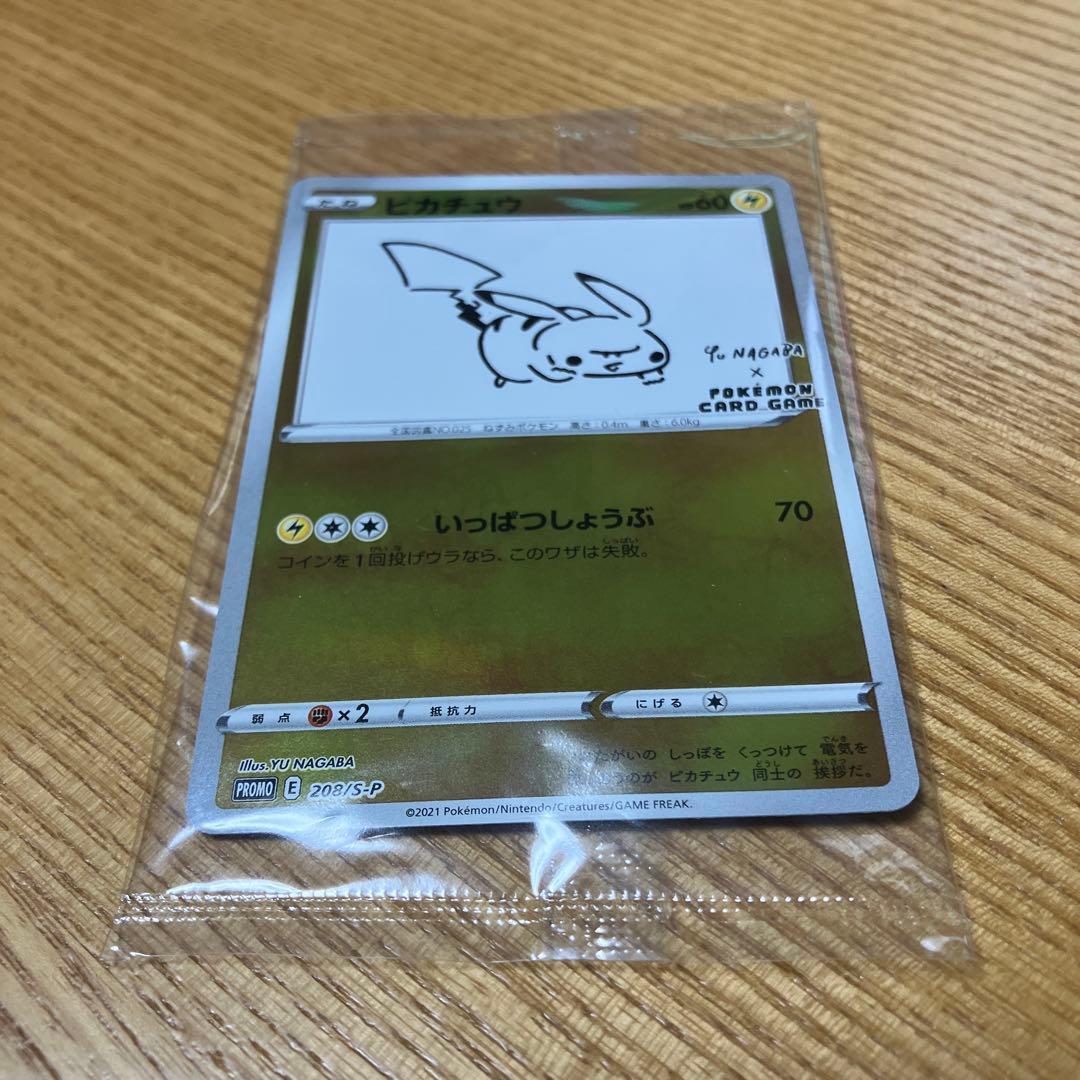 たね ピカチュウ HP60
Yu NAGABA
×
POKÉMON
CARD GAME
全国図鑑NO.025 ねずみポケモン 高さ：0.4m 重さ：6.0kg
いっぱつしょうぶ 70
コインを1回投げウラなら、このワザは失敗。
弱点 ×2 抵抗力 にげる
Illus. YU NAGABA
たがいの しっぽを くっつけて 電気を
うのが ピカチュウ 同士の 挨拶だ。
PROMO E 208/S-P
©2021 Pokémon/Nintendo/Creatures/GAME FREAK.